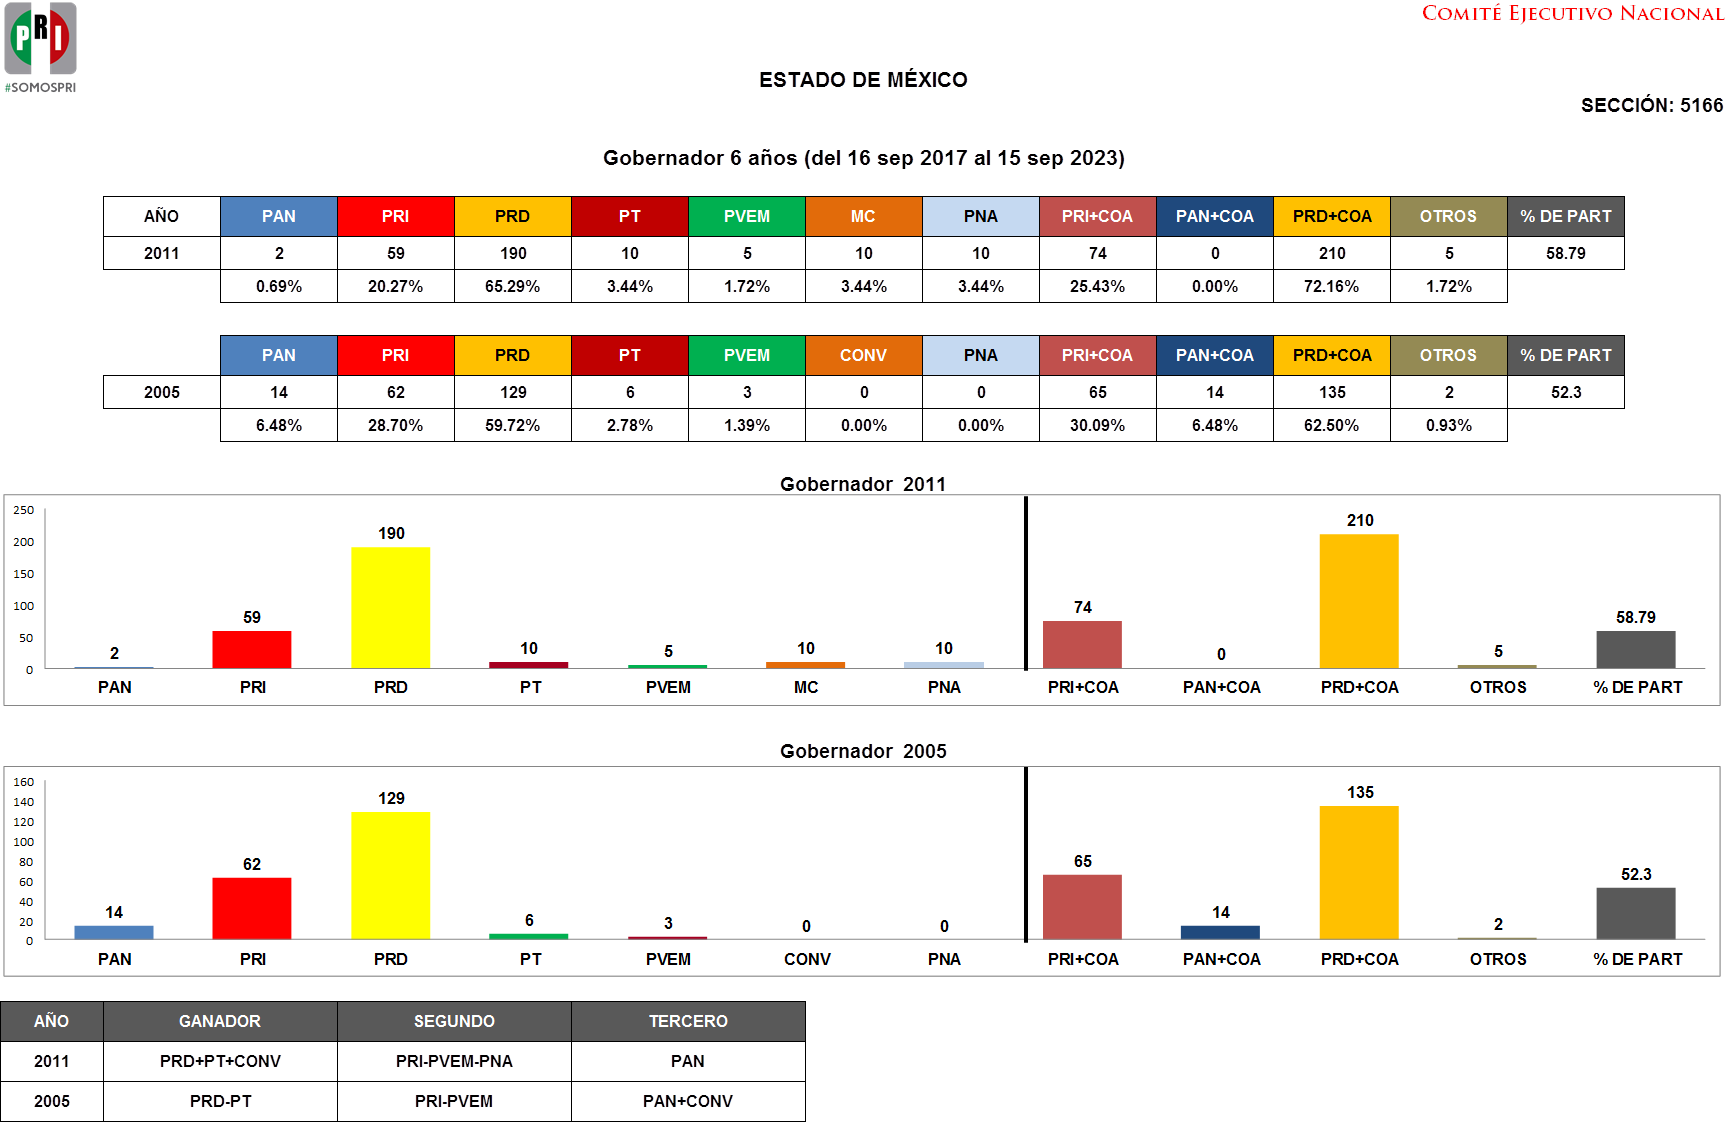 PRI
#SOMOSPRI
COMITÉ EJECUTIVO NACIONAL
ESTADO DE MÉXICO
SECCIÓN: 5166
Gobernador 6 años (del 16 sep 2017 al 15 sep 2023)
AÑO PAN PRI PRD PT PVEM MC PNA PRI+COA PAN+COA PRD+COA OTROS % DE PART
2011 2 59 190 10 5 10 10 74 0 210 5 58.79
0.69% 20.27% 65.29% 3.44% 1.72% 3.44% 3.44% 25.43% 0.00% 72.16% 1.72%
PAN PRI PRD PT PVEM CONV PNA PRI+COA PAN+COA PRD+COA OTROS % DE PART
2005 14 62 129 6 3 0 0 65 14 135 2 52.3
6.48% 28.70% 59.72% 2.78% 1.39% 0.00% 0.00% 30.09% 6.48% 62.50% 0.93%
Gobernador 2011
250
200
150
100
50
0
2 59 190 10 5 10 10 74 0 210 5 58.79
PAN PRI PRD PT PVEM MC PNA PRI+COA PAN+COA PRD+COA OTROS % DE PART
Gobernador 2005
160
140
120
100
80
60
40
20
0
14 62 129 6 3 0 0 65 14 135 2 52.3
PAN PRI PRD PT PVEM CONV PNA PRI+COA PAN+COA PRD+COA OTROS % DE PART
AÑO GANADOR SEGUNDO TERCERO
2011 PRD+PT+CONV PRI-PVEM-PNA PAN
2005 PRD-PT PRI-PVEM PAN+CONV